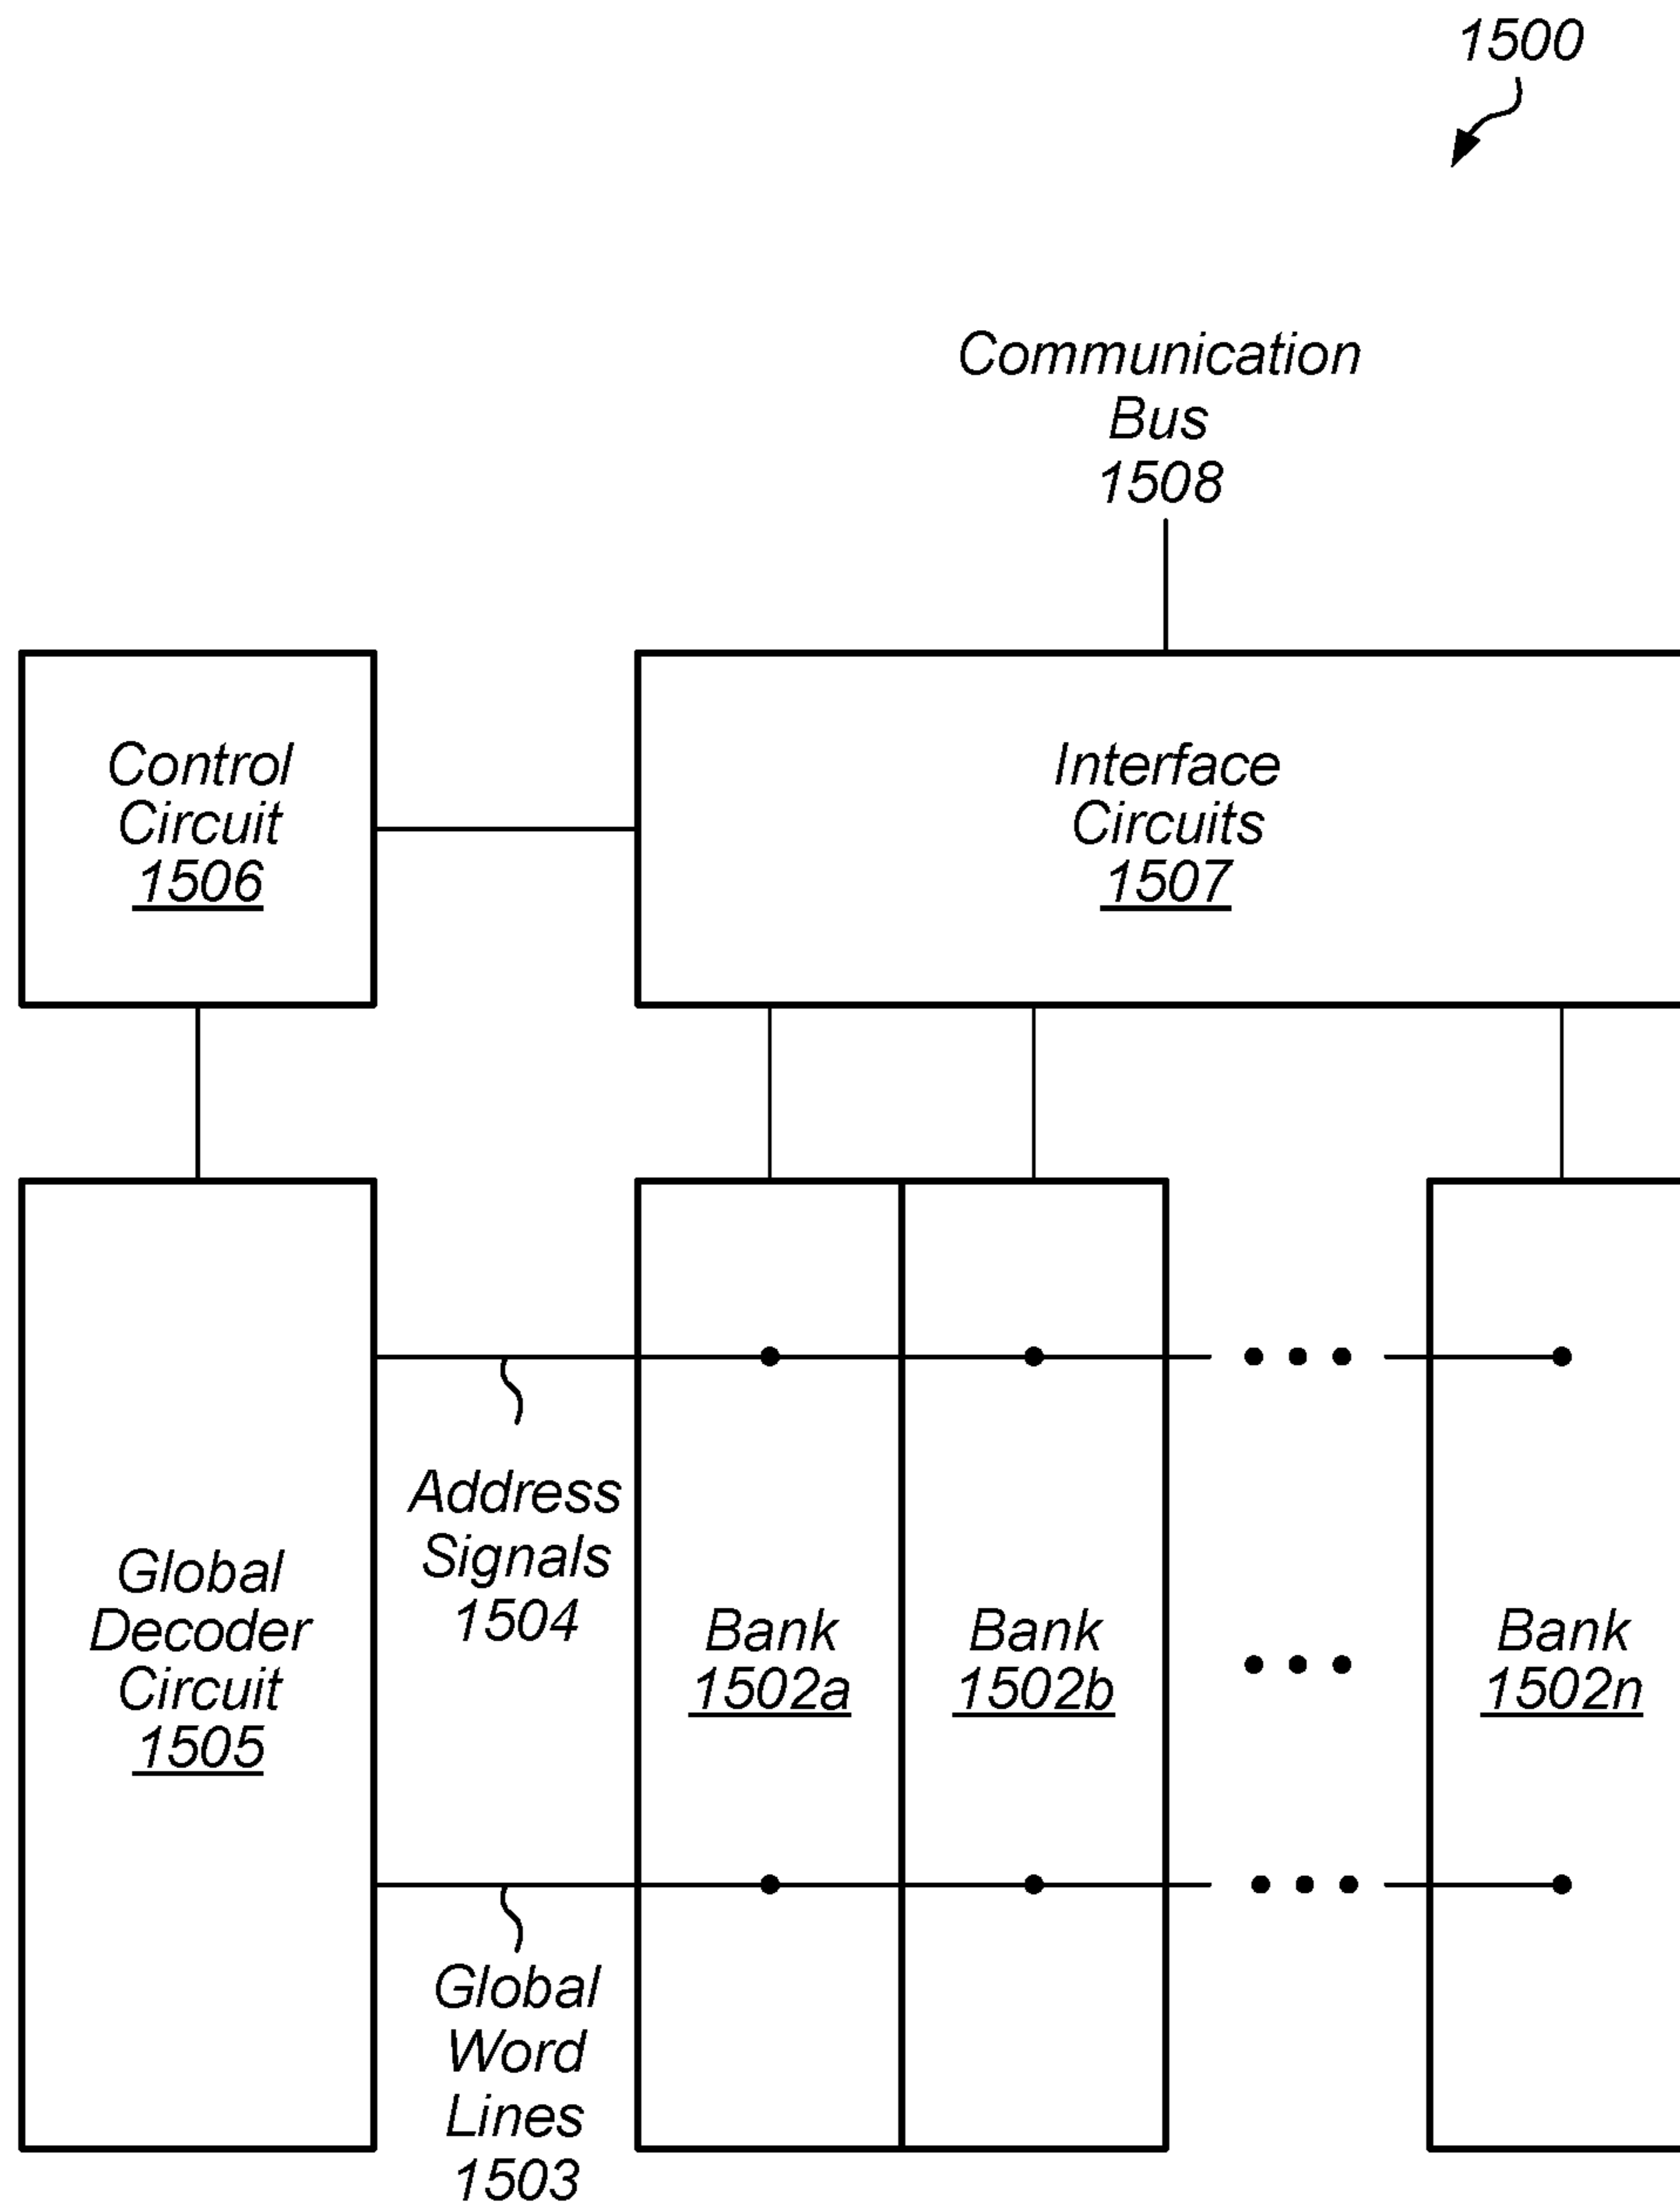 1500
Communication
Bus
1508
Control
Circuit
1506
Interface
Circuits
1507
Address
Signals
1504
Global
Decoder
Circuit
1505
Bank
1502a
Bank
1502b
Bank
1502n
Global
Word
Lines
1503